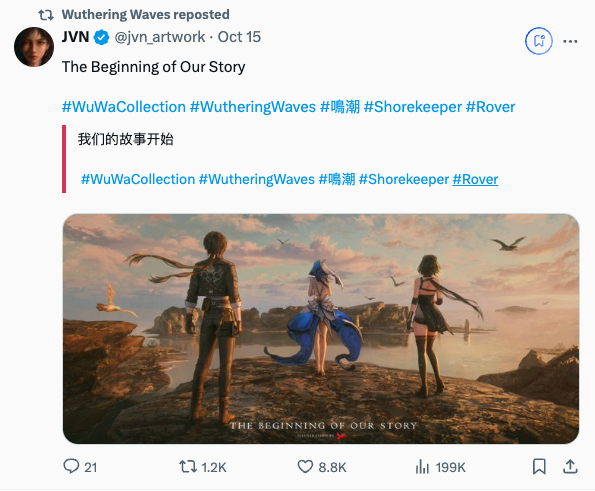 Wuthering Waves reposted
JVN @jvn_artwork · Oct 15
The Beginning of Our Story
#WuWaCollection #WutheringWaves #鳴潮 #Shorekeeper #Rover
我们的故事开始
#WuWaCollection #WutheringWaves #鳴潮 #Shorekeeper #Rover
THE BEGINNING OF OUR STORY
21 1.2K 8.8K 199K